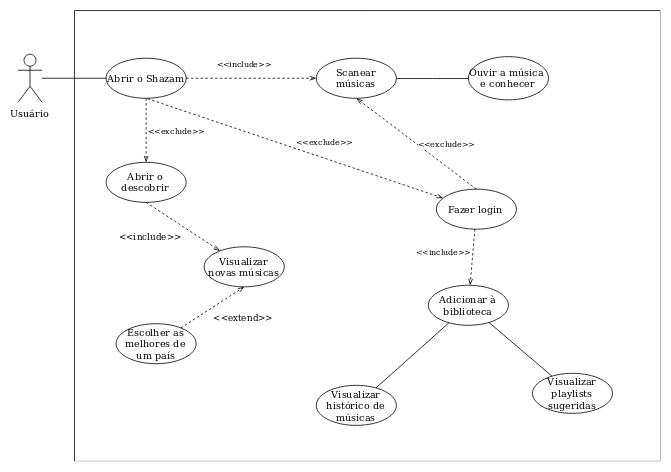 <<include>>
Abrir o Shazam
Scanear
músicas
Ouvir a música
e conhecer
Usuário
<<exclude>>
<<exclude>>
<<exclude>>
Abrir o
descobrir
Fazer login
<<include>>
<<include>>
Visualizar
novas músicas
Adicionar à
biblioteca
<<extend>>
Escolher as
melhores de
um país
Visualizar
histórico de
músicas
Visualizar
playlists
sugeridas